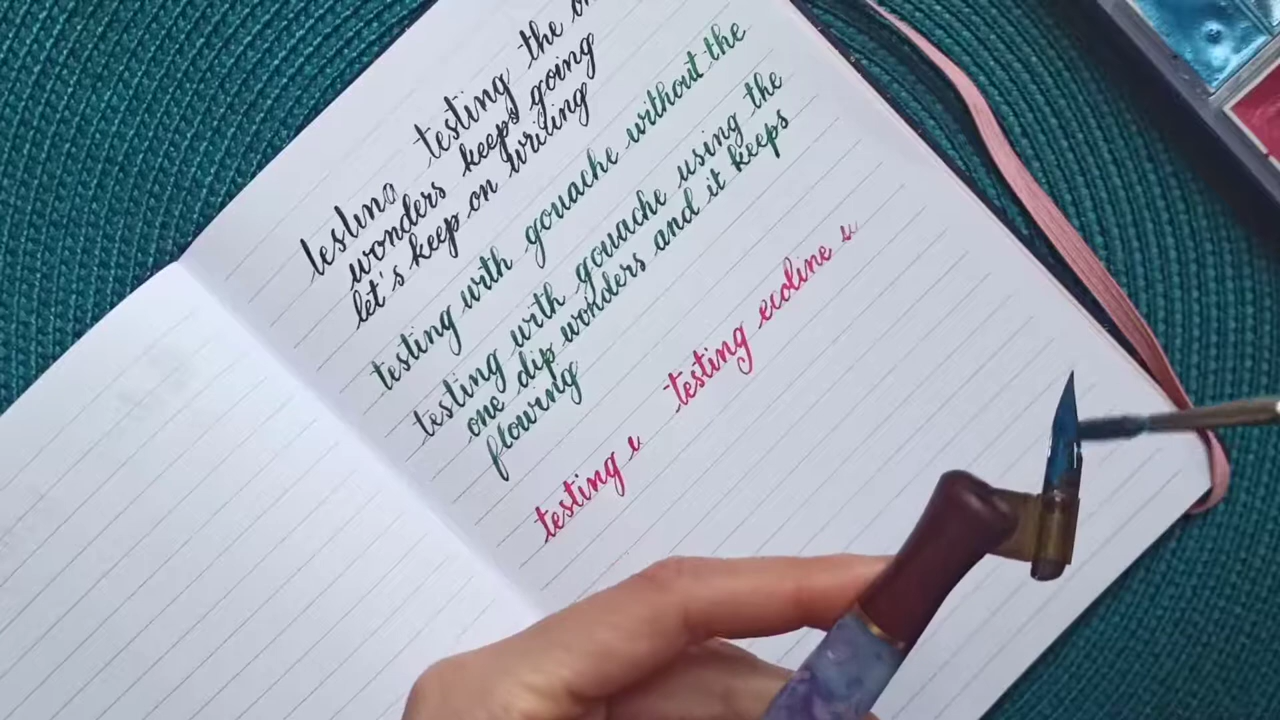 testing testing the on
wonders keeps going
let's keep on writing
testing with gouache without the
testing with gouache using the
one dip wonders and it keeps
flowing
testing u testing ecoline u